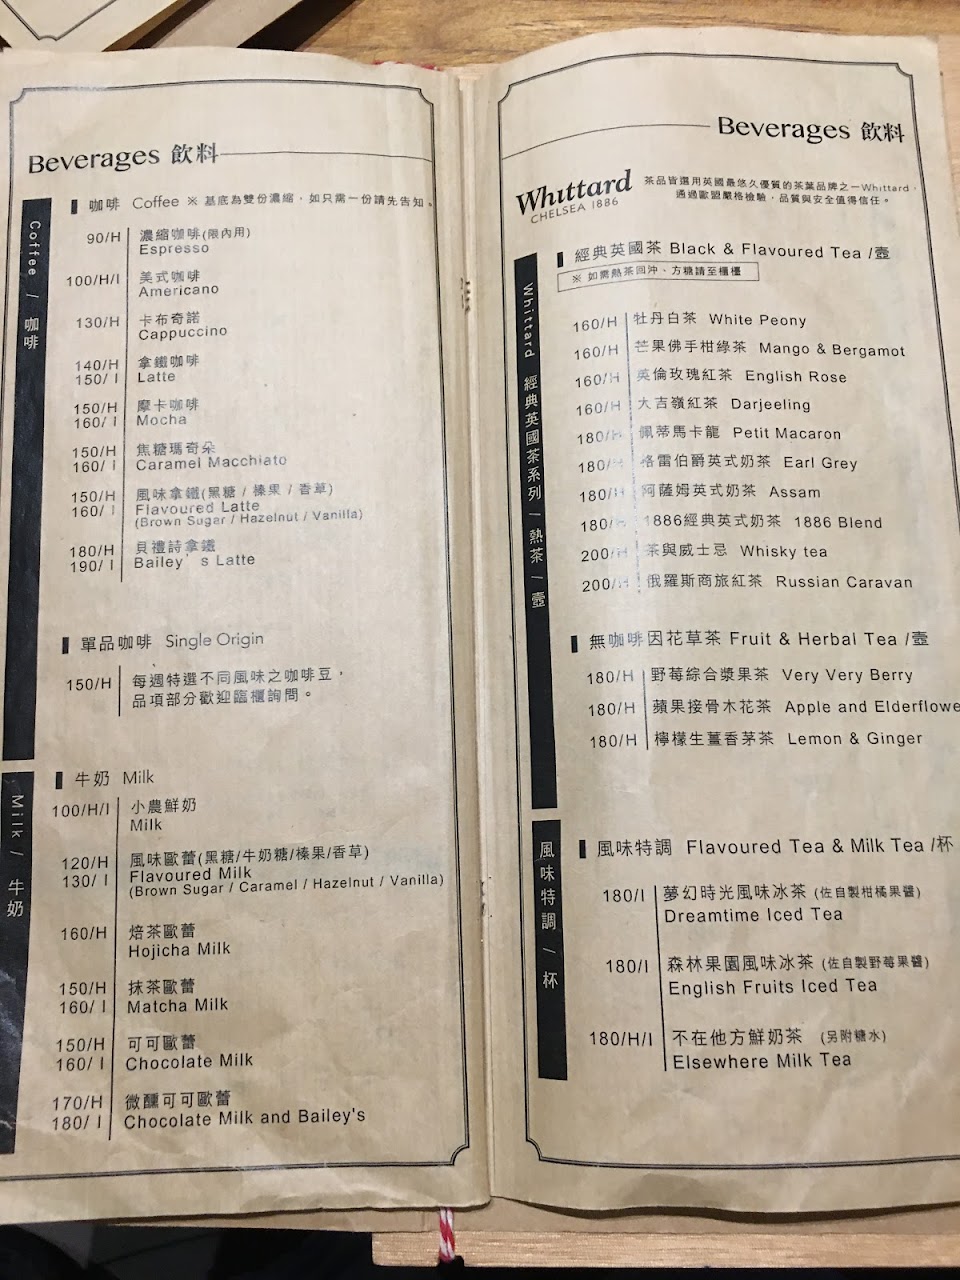 Beverages 飲料
Coffee / 咖啡
咖啡 Coffee ※ 基底為雙份濃縮，如只需一份請先告知。
90/H 濃縮咖啡(限內用)
Espresso
100/H/I 美式咖啡
Americano
130/H 卡布奇諾
Cappuccino
140/H 拿鐵咖啡
150/ I Latte
150/H 摩卡咖啡
160/ I Mocha
150/H 焦糖瑪奇朵
160/ I Caramel Macchiato
150/H 風味拿鐵(黑糖 / 榛果 / 香草)
160/ I Flavoured Latte
(Brown Sugar / Hazelnut / Vanilla)
180/H 貝禮詩拿鐵
190/ I Bailey’s Latte
單品咖啡 Single Origin
150/H 每週特選不同風味之咖啡豆，
品項部分歡迎臨櫃詢問。
Milk / 牛奶
牛奶 Milk
100/H/I 小農鮮奶
Milk
120/H 風味歐蕾(黑糖/牛奶糖/榛果/香草)
130/ I Flavoured Milk
(Brown Sugar / Caramel / Hazelnut / Vanilla)
160/H 焙茶歐蕾
Hojicha Milk
150/H 抹茶歐蕾
160/ I Matcha Milk
150/H 可可歐蕾
160/ I Chocolate Milk
170/H 微醺可可歐蕾
180/ I Chocolate Milk and Bailey's
Beverages 飲料
Whittard
CHELSEA 1886
茶品皆選用英國最悠久優質的茶葉品牌之一Whittard，
通過歐盟嚴格檢驗，品質與安全值得信任。
Whittard 經典英國茶系列 | 熱茶 | 壺
經典英國茶 Black & Flavoured Tea /壺
※ 如需熱茶回沖、方糖請至櫃檯
160/H 牡丹白茶 White Peony
160/H 芒果佛手柑綠茶 Mango & Bergamot
160/H 英倫玫瑰紅茶 English Rose
160/H 大吉嶺紅茶 Darjeeling
180/H 佩蒂馬卡龍 Petit Macaron
180/H 格雷伯爵英式奶茶 Earl Grey
180/H 阿薩姆英式奶茶 Assam
180/H 1886經典英式奶茶 1886 Blend
200/H 茶與威士忌 Whisky tea
200/H 俄羅斯商旅紅茶 Russian Caravan
無咖啡因花草茶 Fruit & Herbal Tea /壺
180/H 野莓綜合漿果茶 Very Very Berry
180/H 蘋果接骨木花茶 Apple and Elderflowe
180/H 檸檬生薑香茅茶 Lemon & Ginger
風味特調 / 杯
風味特調 Flavoured Tea & Milk Tea /杯
180/I 夢幻時光風味冰茶 (佐自製柑橘果醬)
Dreamtime Iced Tea
180/I 森林果園風味冰茶 (佐自製野莓果醬)
English Fruits Iced Tea
180/H/I 不在他方鮮奶茶 (另附糖水)
Elsewhere Milk Tea